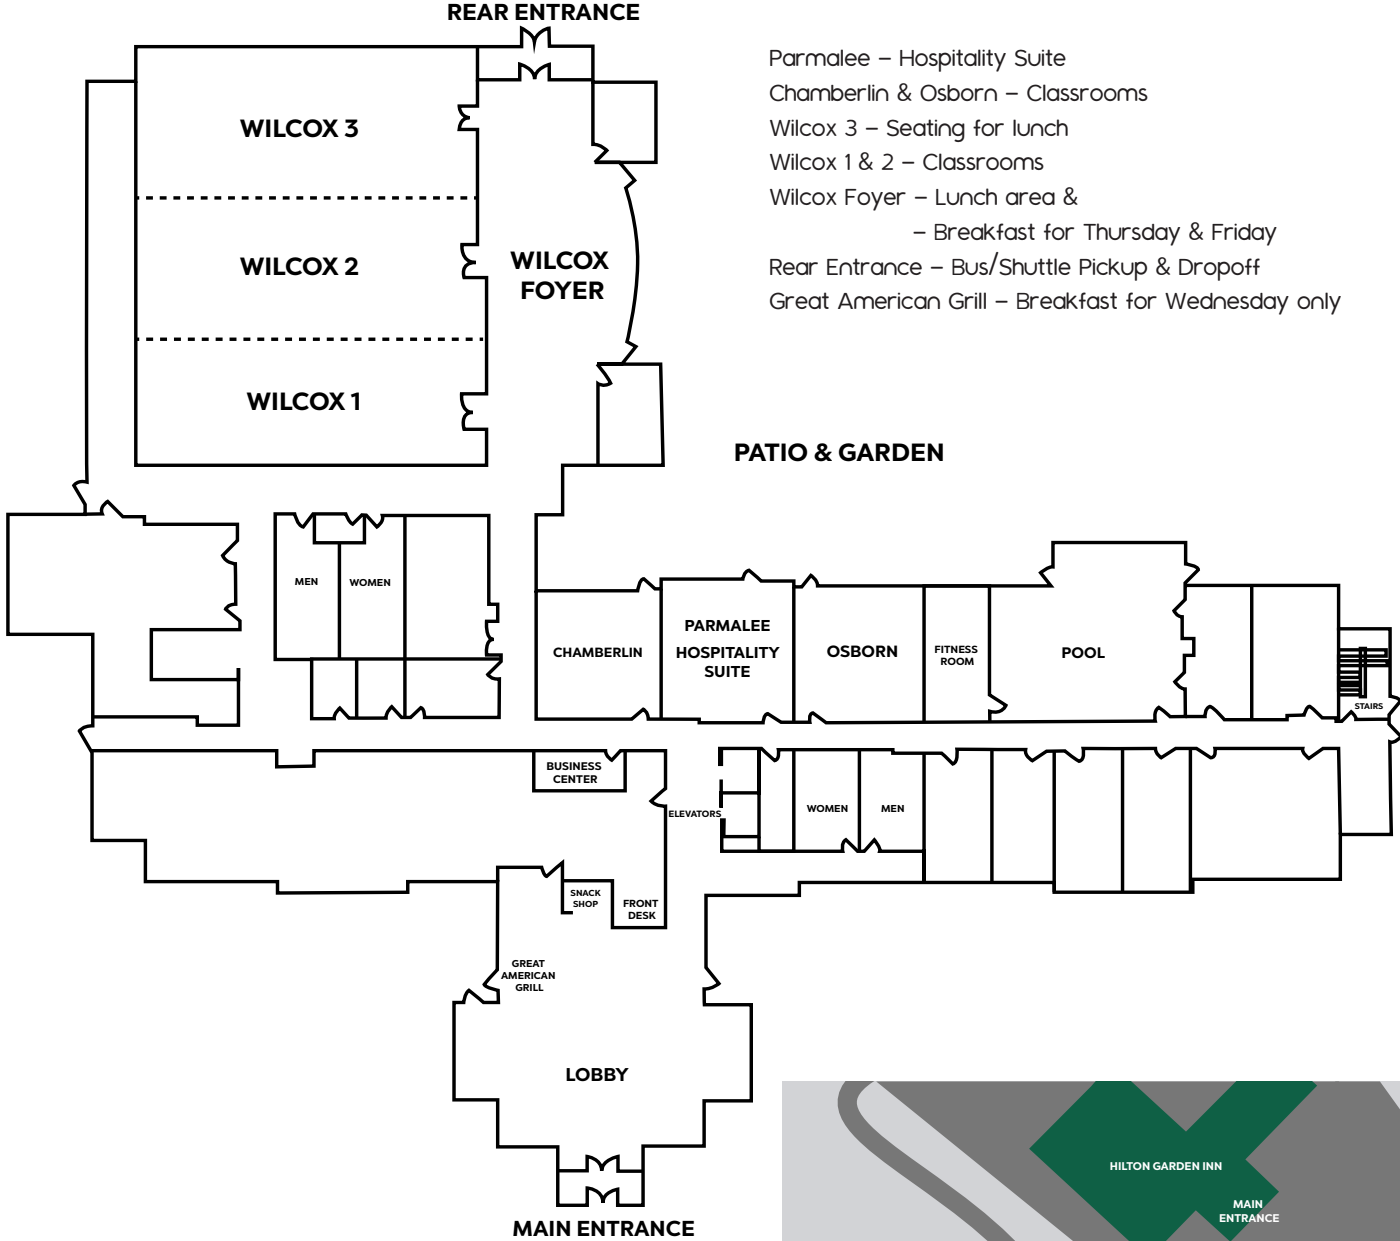 REAR ENTRANCE
Parmalee – Hospitality Suite
Chamberlin & Osborn – Classrooms
Wilcox 3 – Seating for lunch
Wilcox 1 & 2 – Classrooms
Wilcox Foyer – Lunch area &
– Breakfast for Thursday & Friday
Rear Entrance – Bus/Shuttle Pickup & Dropoff
Great American Grill – Breakfast for Wednesday only
WILCOX 3
WILCOX 2
WILCOX
FOYER
WILCOX 1
PATIO & GARDEN
MEN
WOMEN
CHAMBERLIN
PARMALEE
HOSPITALITY
SUITE
OSBORN
FITNESS
ROOM
POOL
STAIRS
BUSINESS
CENTER
ELEVATORS
WOMEN
MEN
SNACK
SHOP
FRONT
DESK
GREAT
AMERICAN
GRILL
LOBBY
MAIN ENTRANCE
HILTON GARDEN INN
MAIN
ENTRANCE